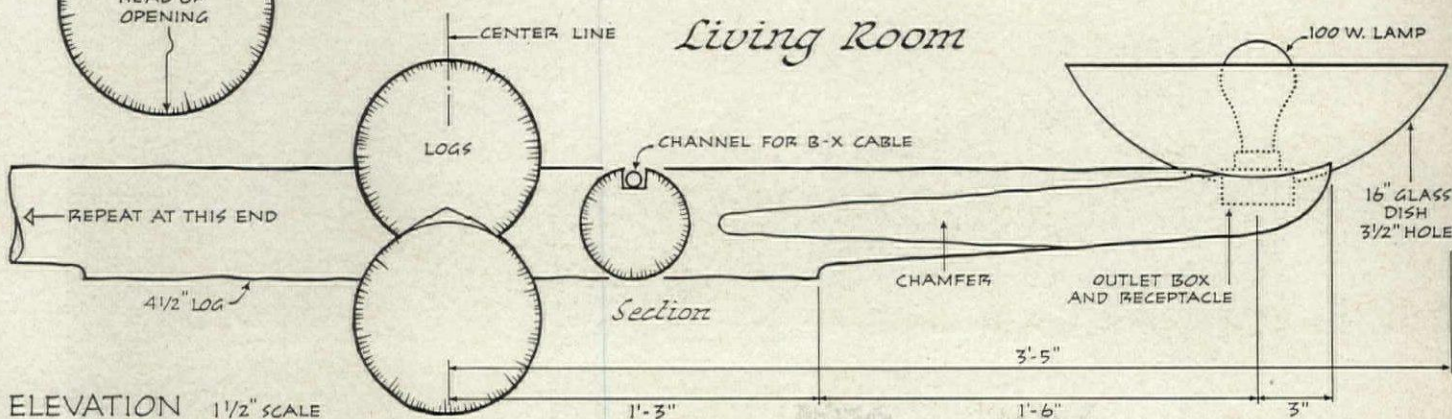 OPENING
CENTER LINE
Living Room
100 W. LAMP
LOGS
CHANNEL FOR B-X CABLE
REPEAT AT THIS END
16" GLASS
DISH
3 1/2" HOLE
CHAMFER
OUTLET BOX
AND RECEPTACLE
4 1/2" LOG
Section
3'-5"
ELEVATION 1 1/2" SCALE
1'-3"
1'-6"
3"